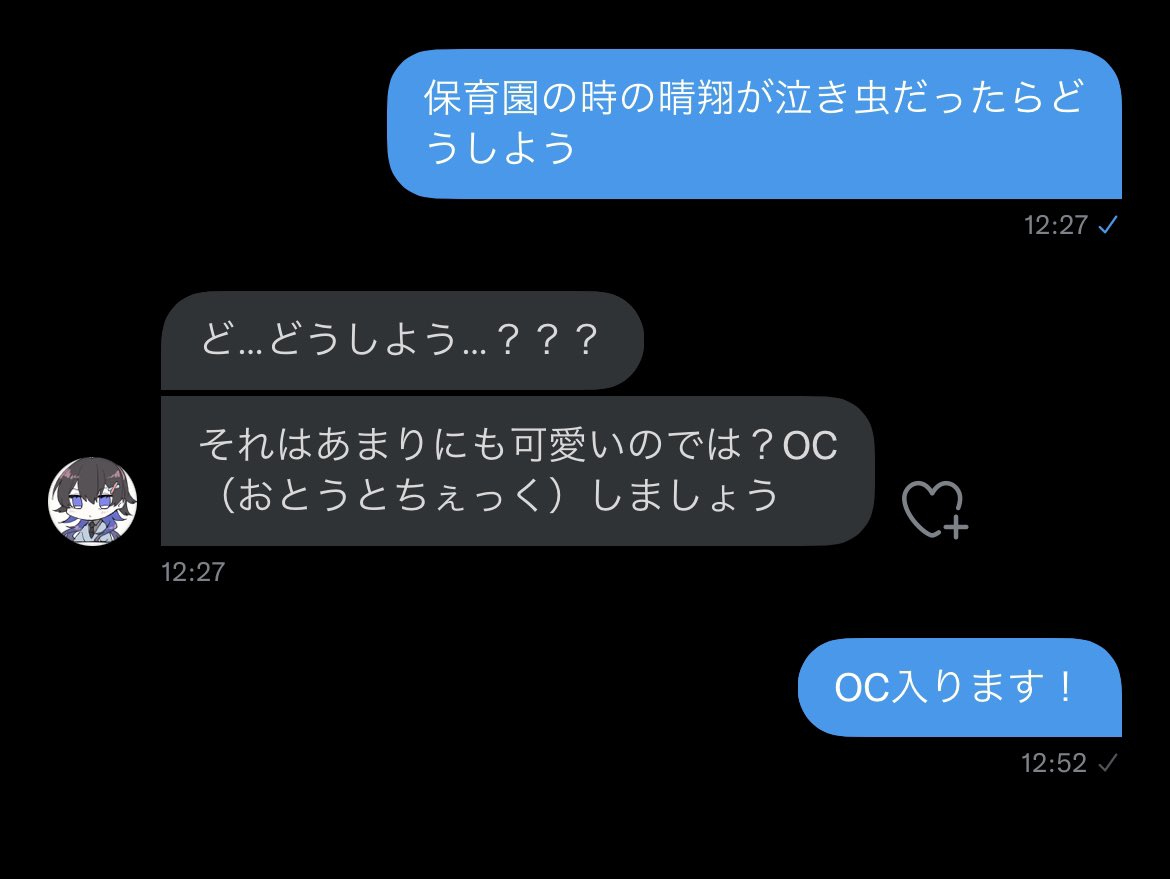 保育園の時の晴翔が泣き虫だったらど
うしよう
12:27
ど…どうしよう…？？？
それはあまりにも可愛いのでは？OC
（おとうとちぇっく）しましょう
12:27
OC入ります！
12:52